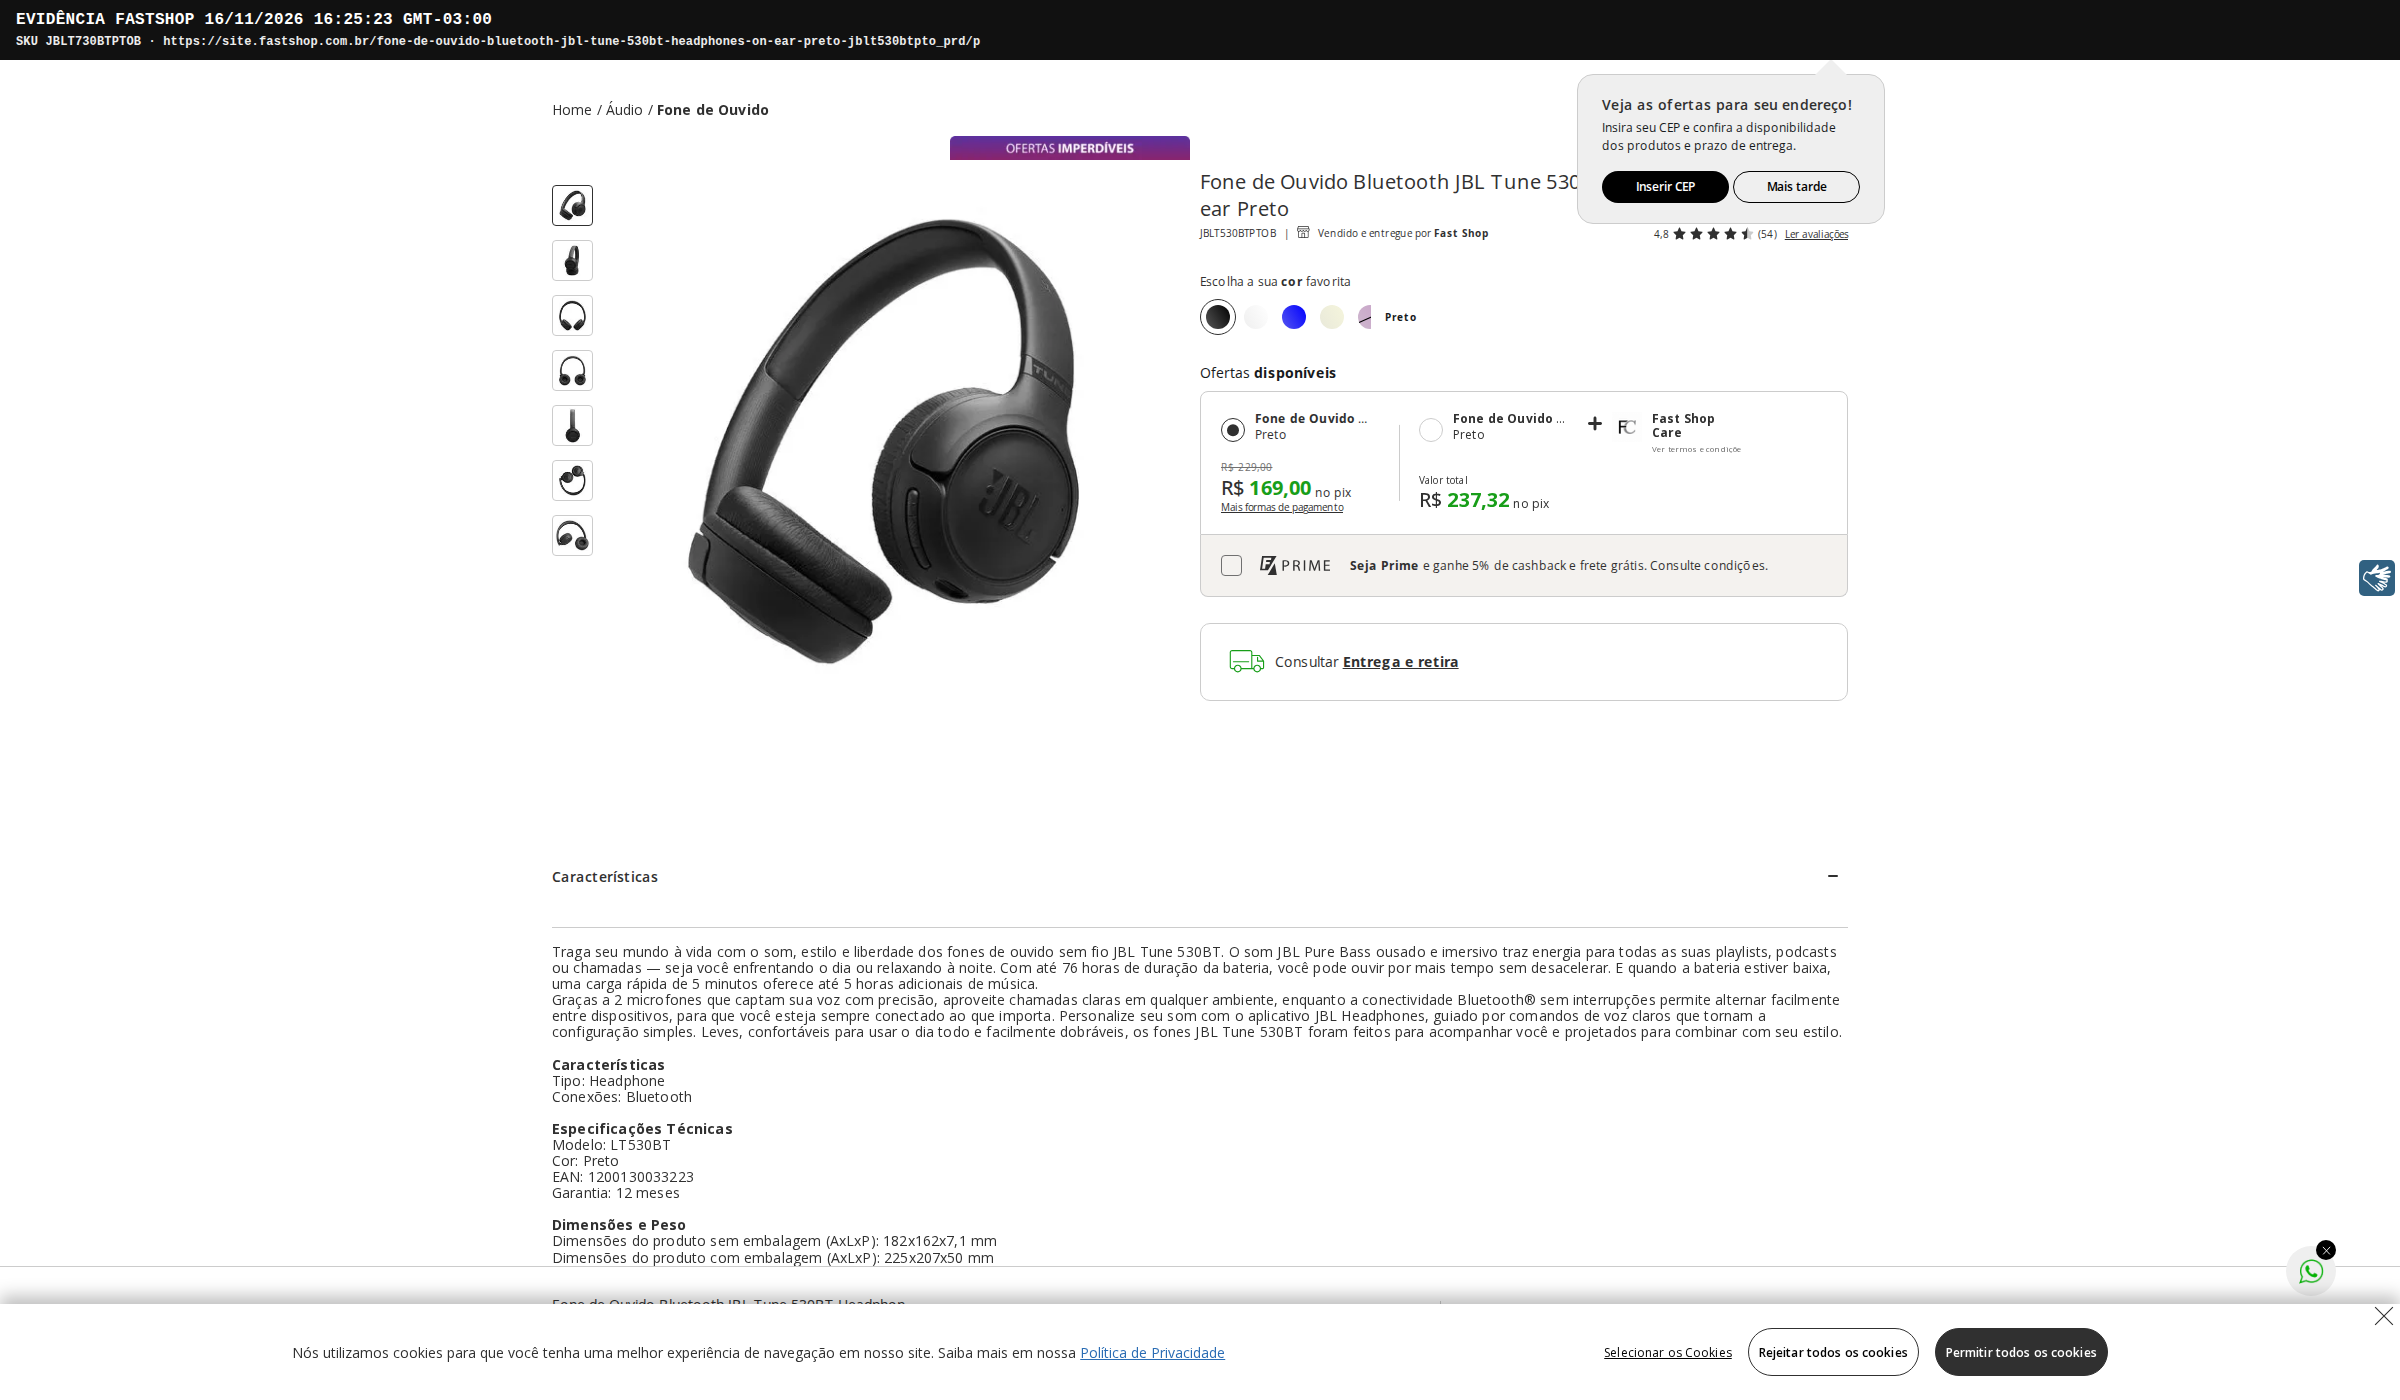 EVIDÊNCIA FASTSHOP 16/11/2026 16:25:23 GMT-03:00
SKU JBLT730BTPTOB · https://site.fastshop.com.br/fone-de-ouvido-bluetooth-jbl-tune-530bt-headphones-on-ear-preto-jblt530btpto_prd/p
Veja as ofertas para seu endereço!
Insira seu CEP e confira a disponibilidade
dos produtos e prazo de entrega.
Inserir CEP
Mais tarde
Home / Áudio / Fone de Ouvido
OFERTAS IMPERDÍVEIS
Fone de Ouvido Bluetooth JBL Tune 530
ear Preto
JBLT530BTPTOB | Vendido e entregue por Fast Shop
4,8 (54) Ler avaliações
Escolha a sua cor favorita
Preto
TUN
JBL
Ofertas disponíveis
Fone de Ouvido ...
Preto
R$ 229,00
R$ 169,00 no pix
Mais formas de pagamento
Fone de Ouvido ...
Preto
+
FC
Fast Shop
Care
Ver termos e condiçõe
Valor total
R$ 237,32 no pix
PRIME
Seja Prime e ganhe 5% de cashback e frete grátis. Consulte condições.
Consultar Entrega e retira
Características
Traga seu mundo à vida com o som, estilo e liberdade dos fones de ouvido sem fio JBL Tune 530BT. O som JBL Pure Bass ousado e imersivo traz energia para todas as suas playlists, podcasts
ou chamadas — seja você enfrentando o dia ou relaxando à noite. Com até 76 horas de duração da bateria, você pode ouvir por mais tempo sem desacelerar. E quando a bateria estiver baixa,
uma carga rápida de 5 minutos oferece até 5 horas adicionais de música.
Graças a 2 microfones que captam sua voz com precisão, aproveite chamadas claras em qualquer ambiente, enquanto a conectividade Bluetooth® sem interrupções permite alternar facilmente
entre dispositivos, para que você esteja sempre conectado ao que importa. Personalize seu som com o aplicativo JBL Headphones, guiado por comandos de voz claros que tornam a
configuração simples. Leves, confortáveis para usar o dia todo e facilmente dobráveis, os fones JBL Tune 530BT foram feitos para acompanhar você e projetados para combinar com seu estilo.
Características
Tipo: Headphone
Conexões: Bluetooth
Especificações Técnicas
Modelo: LT530BT
Cor: Preto
EAN: 1200130033223
Garantia: 12 meses
Dimensões e Peso
Dimensões do produto sem embalagem (AxLxP): 182x162x7,1 mm
Dimensões do produto com embalagem (AxLxP): 225x207x50 mm
Fone de Ouvido Bluetooth JBL Tune 530BT Headphon
Nós utilizamos cookies para que você tenha uma melhor experiência de navegação em nosso site. Saiba mais em nossa Política de Privacidade
Selecionar os Cookies
Rejeitar todos os cookies
Permitir todos os cookies